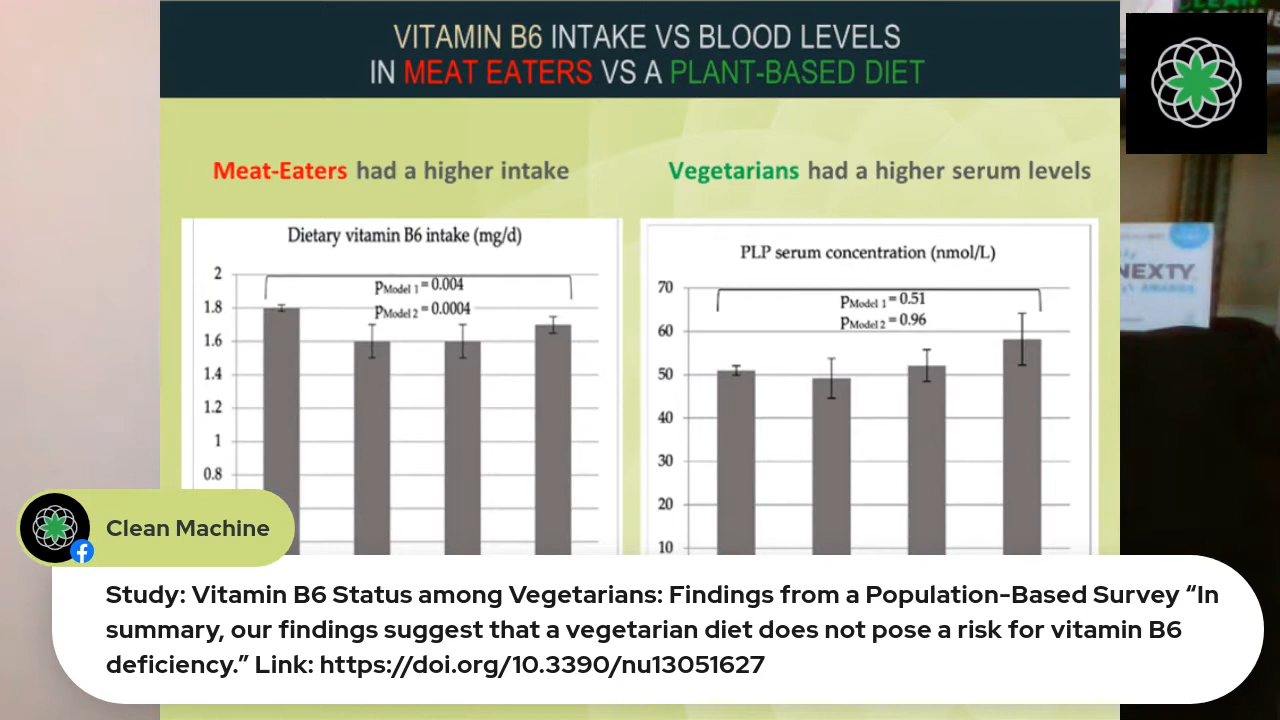 VITAMIN B6 INTAKE VS BLOOD LEVELS
IN MEAT EATERS VS A PLANT-BASED DIET
CLEAN
Meat-Eaters had a higher intake
Vegetarians had a higher serum levels
Dietary vitamin B6 intake (mg/d)
2
1.8
1.6
1.4
1.2
1
0.8
PModel 1 = 0.004
PModel 2 = 0.0004
PLP serum concentration (nmol/L)
70
60
50
40
30
20
10
PModel 1 = 0.51
PModel 2 = 0.96
NEXTY
Clean Machine
Study: Vitamin B6 Status among Vegetarians: Findings from a Population-Based Survey “In
summary, our findings suggest that a vegetarian diet does not pose a risk for vitamin B6
deficiency.” Link: https://doi.org/10.3390/nu13051627